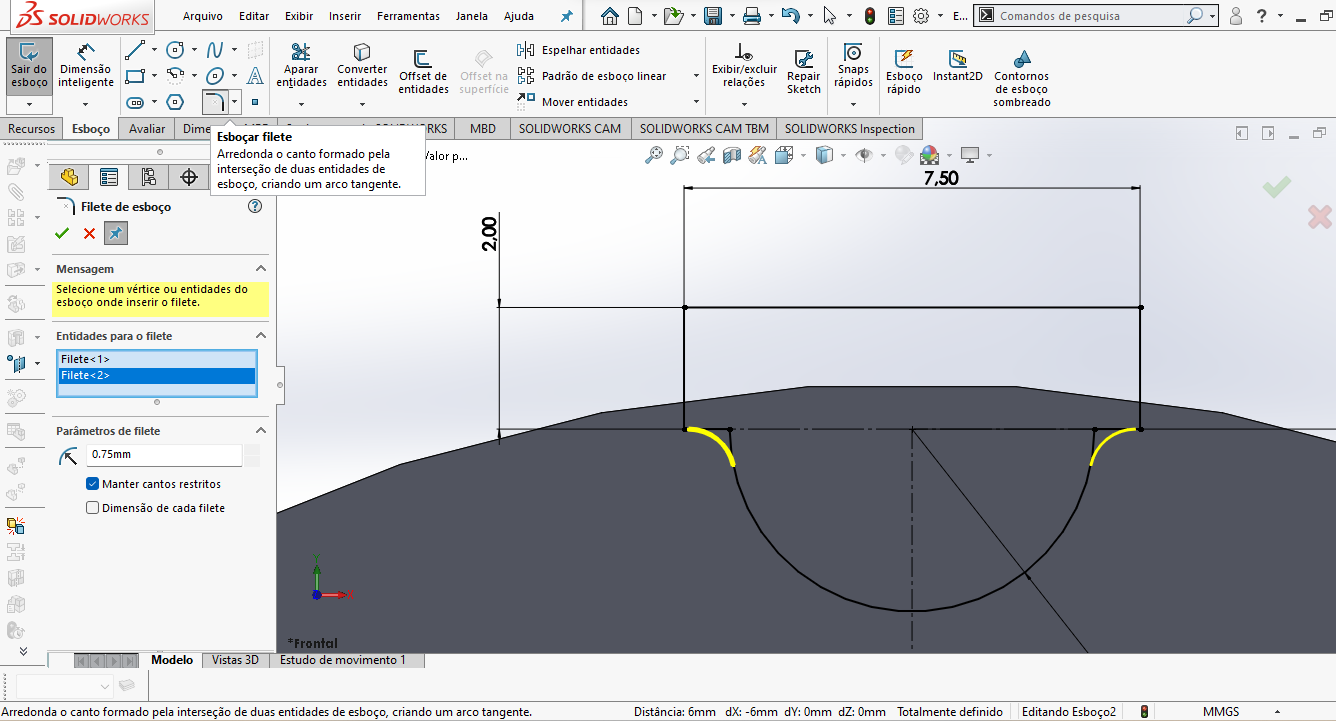 SOLIDWORKS
Arquivo Editar Exibir Inserir Ferramentas Janela Ajuda
E...
Comandos de pesquisa
?
Sair do esboço
Dimensão inteligente
Aparar entidades
Converter entidades
Offset de entidades
Offset na superfície
Espelhar entidades
Padrão de esboço linear
Mover entidades
Exibir/excluir relações
Repair Sketch
Snaps rápidos
Esboço rápido
Instant2D
Contornos de esboço sombreado
Recursos Esboço Avaliar MBD SOLIDWORKS CAM SOLIDWORKS CAM TBM SOLIDWORKS Inspection
Esboçar filete
Arredonda o canto formado pela
interseção de duas entidades de
esboço, criando um arco tangente.
Valor p...
Filete de esboço
?
Mensagem
Selecione um vértice ou entidades do
esboço onde inserir o filete.
Entidades para o filete
Filete<1>
Filete<2>
Parâmetros de filete
0.75mm
Manter cantos restritos
Dimensão de cada filete
7,50
2,00
*Frontal
Modelo Vistas 3D Estudo de movimento 1
Arredonda o canto formado pela interseção de duas entidades de esboço, criando um arco tangente.
Distância: 6mm dX: -6mm dY: 0mm dZ: 0mm Totalmente definido Editando Esboço2 MMGS